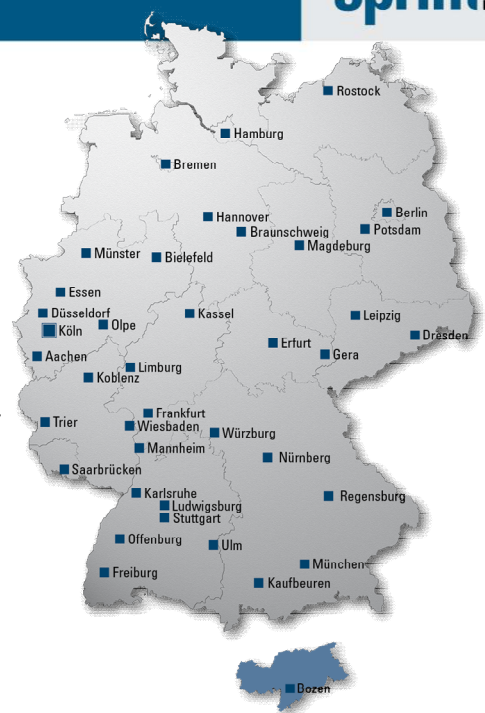 Rostock
Hamburg
Bremen
Hannover
Berlin
Braunschweig
Potsdam
Magdeburg
Münster
Bielefeld
Essen
Düsseldorf
Kassel
Leipzig
Köln
Olpe
Dresden
Erfurt
Gera
Aachen
Limburg
Koblenz
Frankfurt
Trier
Wiesbaden
Würzburg
Mannheim
Nürnberg
Saarbrücken
Karlsruhe
Regensburg
Ludwigsburg
Stuttgart
Offenburg
Ulm
München
Freiburg
Kaufbeuren
Dozen